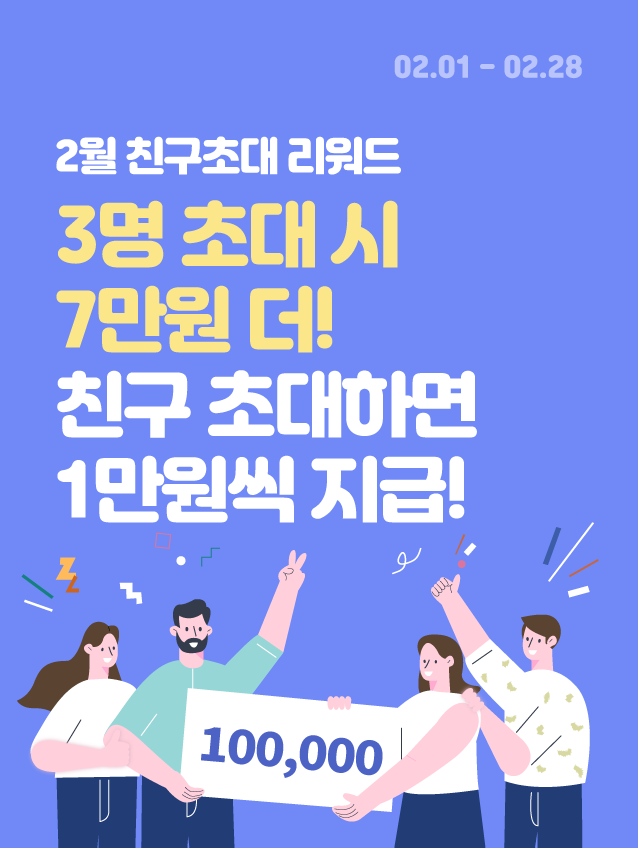 02.01 - 02.28
2월 친구초대 리워드
3명 초대 시
7만원 더!
친구 초대하면
1만원씩 지급!
100,000